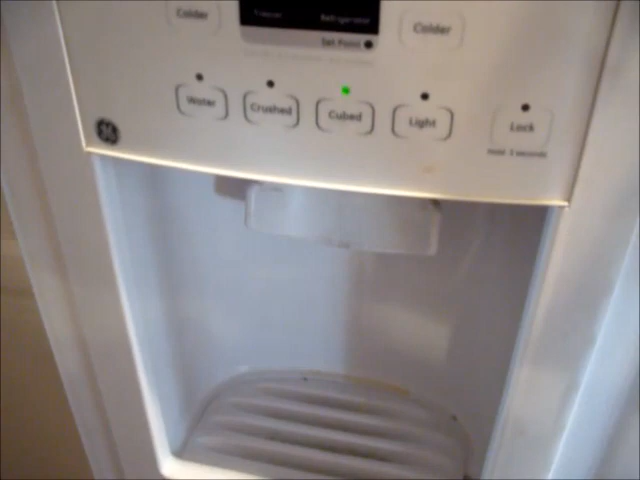 Colder
Freezer Refrigerator
Set Point
Colder
Water
Crushed
Cubed
Light
Lock
GE